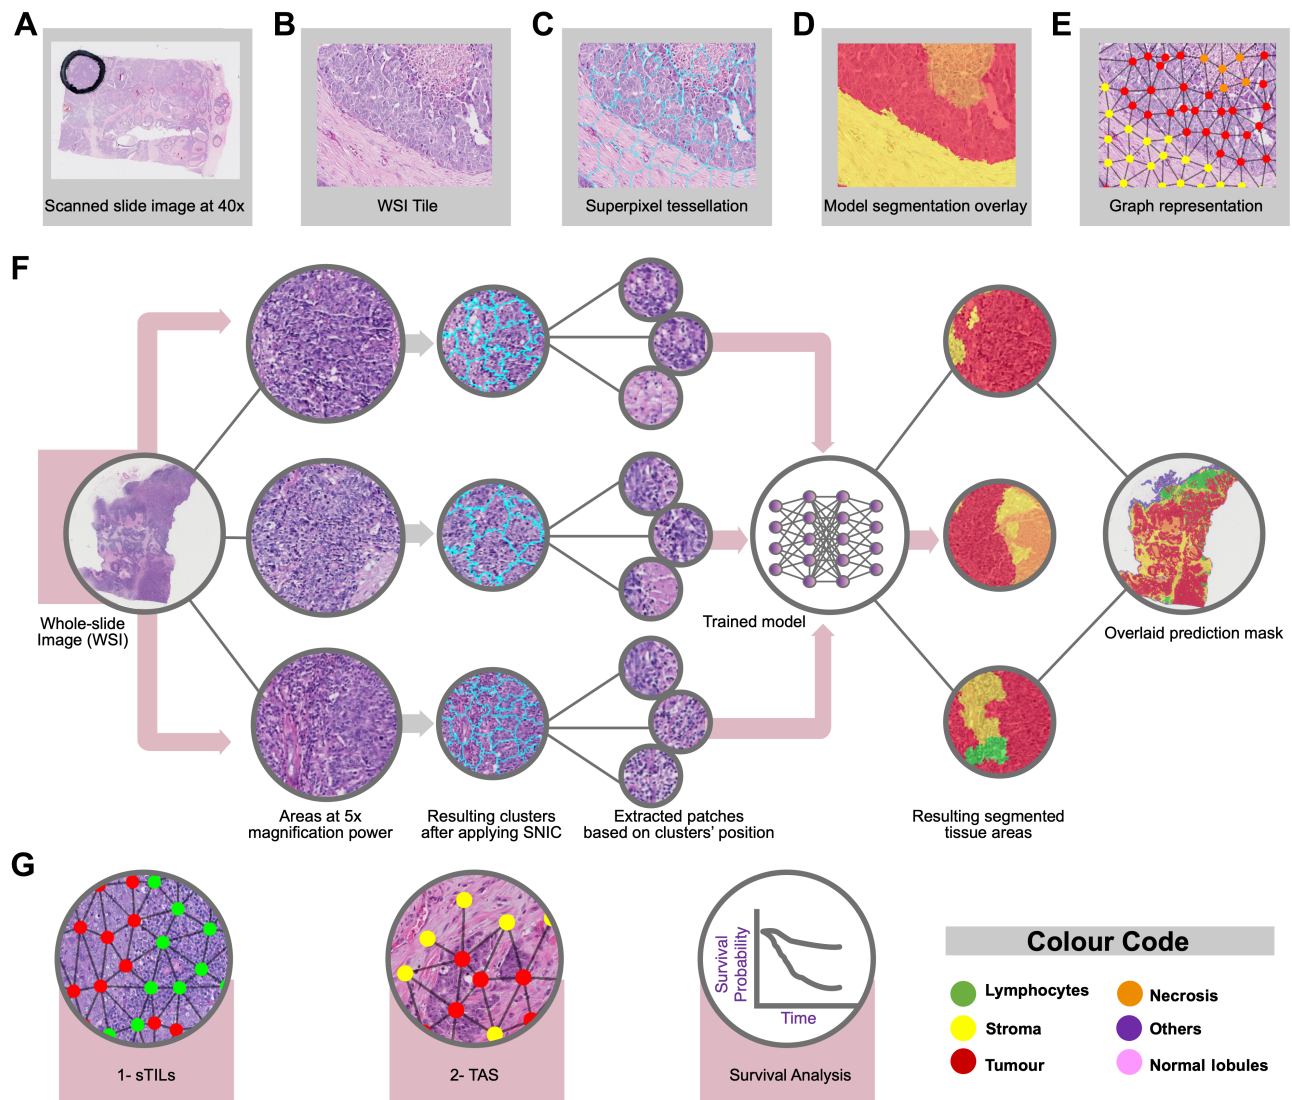 A
B
C
D
E
Scanned slide image at 40x
WSI Tile
Superpixel tessellation
Model segmentation overlay
Graph representation
F
Whole-slide
Image (WSI)
Trained model
Overlaid prediction mask
Areas at 5x
magnification power
Resulting clusters
after applying SNIC
Extracted patches
based on clusters' position
Resulting segmented
tissue areas
G
1- sTILs
2- TAS
Survival
Probability
Time
Survival Analysis
Colour Code
Lymphocytes
Necrosis
Stroma
Others
Tumour
Normal lobules